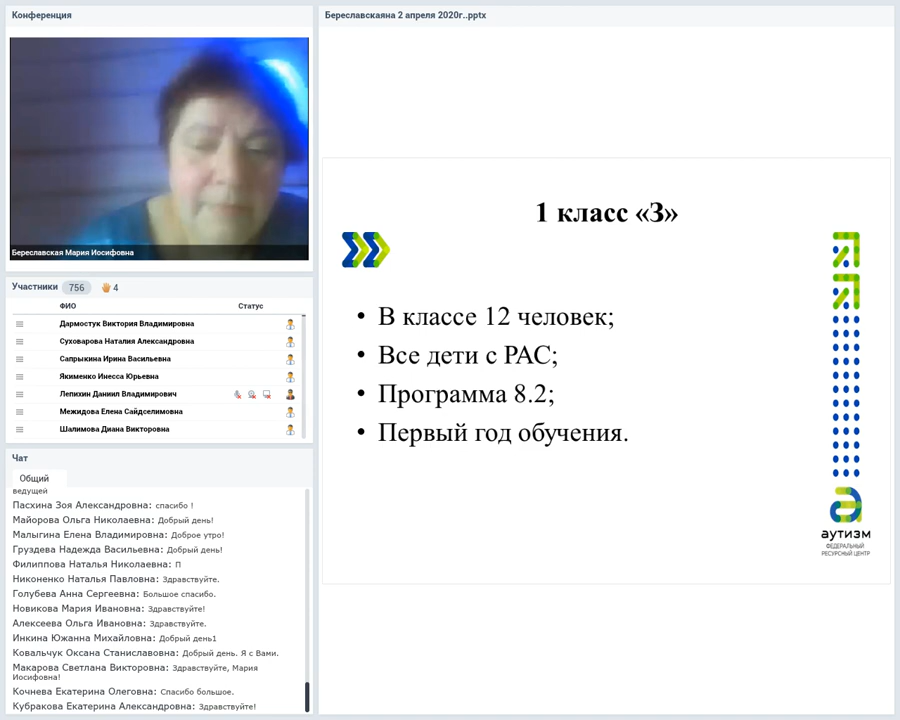 Конференция
Береславская Мария Иосифовна
Участники 756 4
ФИО Статус
Дармостук Виктория Владимировна
Суховарова Наталия Александровна
Сапрыкина Ирина Васильевна
Якименко Инесса Юрьевна
Лепихин Даниил Владимирович
Межидова Елена Сайдселимовна
Шалимова Диана Викторовна
Чат
Общий
ведущей
Пасхина Зоя Александровна: спасибо !
Майорова Ольга Николаевна: Добрый день!
Малыгина Елена Владимировна: Доброе утро!
Груздева Надежда Васильевна: Добрый день!
Филиппова Наталья Николаевна: П
Никоненко Наталья Павловна: Здравствуйте.
Голубева Анна Сергеевна: Большое спасибо.
Новикова Мария Ивановна: Здравствуйте!
Алексеева Ольга Ивановна: Здравствуйте.
Инкина Южанна Михайловна: Добрый день1
Ковальчук Оксана Станиславовна: Добрый день. Я с Вами.
Макарова Светлана Викторовна: Здравствуйте, Мария
Иосифовна!
Кочнева Екатерина Олеговна: Спасибо большое.
Кубракова Екатерина Александровна: Здравствуйте!
Береславскаяна 2 апреля 2020г..pptx
1 класс «З»
• В классе 12 человек;
• Все дети с РАС;
• Программа 8.2;
• Первый год обучения.
аутизм
ФЕДЕРАЛЬНЫЙ
РЕСУРСНЫЙ ЦЕНТР